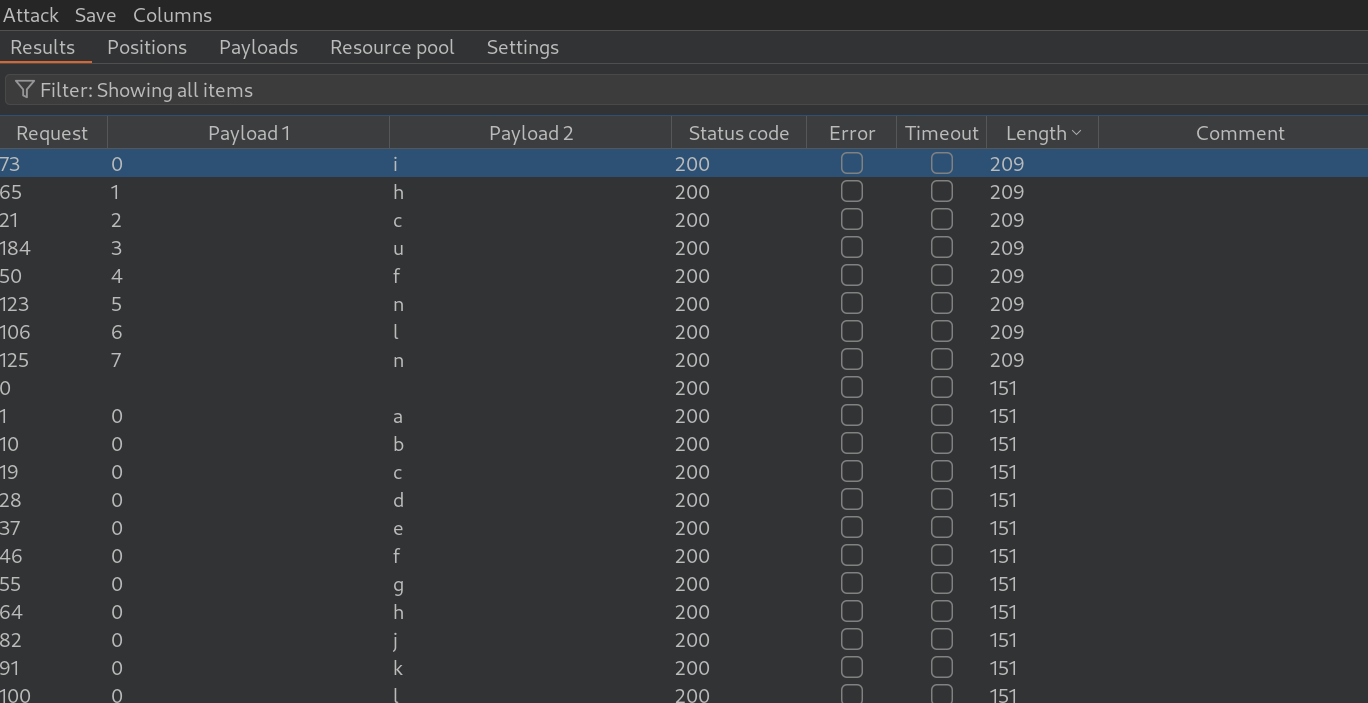 Attack Save Columns
Results Positions Payloads Resource pool Settings
Filter: Showing all items
Request Payload 1 Payload 2 Status code Error Timeout Length Comment
73 0 i 200 209
65 1 h 200 209
21 2 c 200 209
184 3 u 200 209
50 4 f 200 209
123 5 n 200 209
106 6 l 200 209
125 7 n 200 209
0 200 151
1 0 a 200 151
10 0 b 200 151
19 0 c 200 151
28 0 d 200 151
37 0 e 200 151
46 0 f 200 151
55 0 g 200 151
64 0 h 200 151
82 0 j 200 151
91 0 k 200 151
100 0 l 200 151